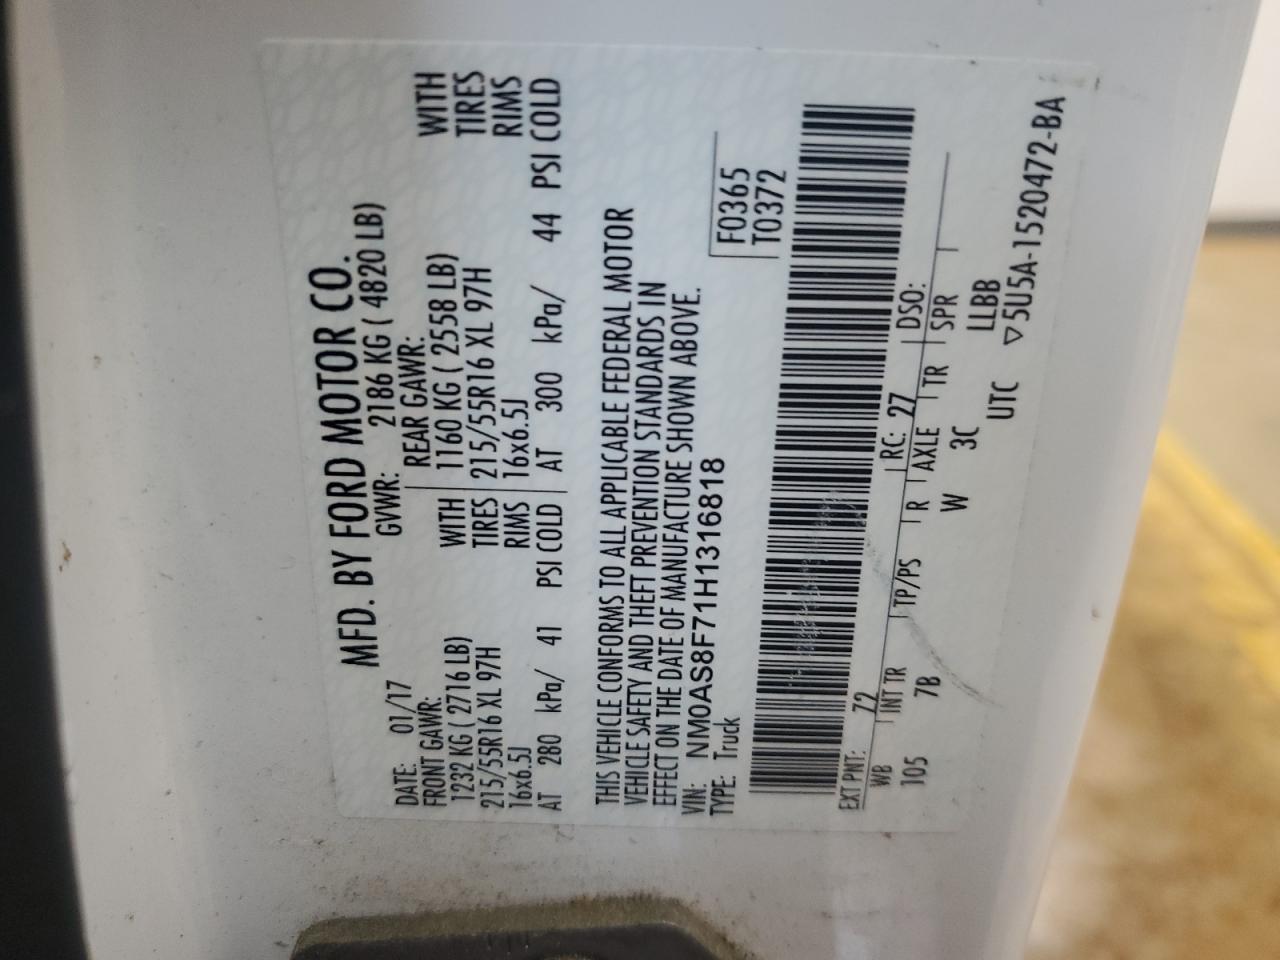 MFD. BY FORD MOTOR CO.
DATE: 01/17 GVWR: 2186 KG ( 4820 LB)
FRONT GAWR: REAR GAWR:
1232 KG ( 2716 LB) WITH 1160 KG ( 2558 LB) WITH
215/55R16 XL 97H TIRES 215/55R16 XL 97H TIRES
16x6.5J RIMS 16x6.5J RIMS
AT 280 kPa/ 41 PSI COLD AT 300 kPa/ 44 PSI COLD
THIS VEHICLE CONFORMS TO ALL APPLICABLE FEDERAL MOTOR
VEHICLE SAFETY AND THEFT PREVENTION STANDARDS IN
EFFECT ON THE DATE OF MANUFACTURE SHOWN ABOVE.
VIN: NM0AS8F71H1316818 F0365
TYPE: Truck T0372
EXT PNT: Z2 RC: 27 DSO:
WB INT TR TP/PS R AXLE TR SPR
105 7B W 3C LLBB
UTC ▽5U5A-1520472-BA